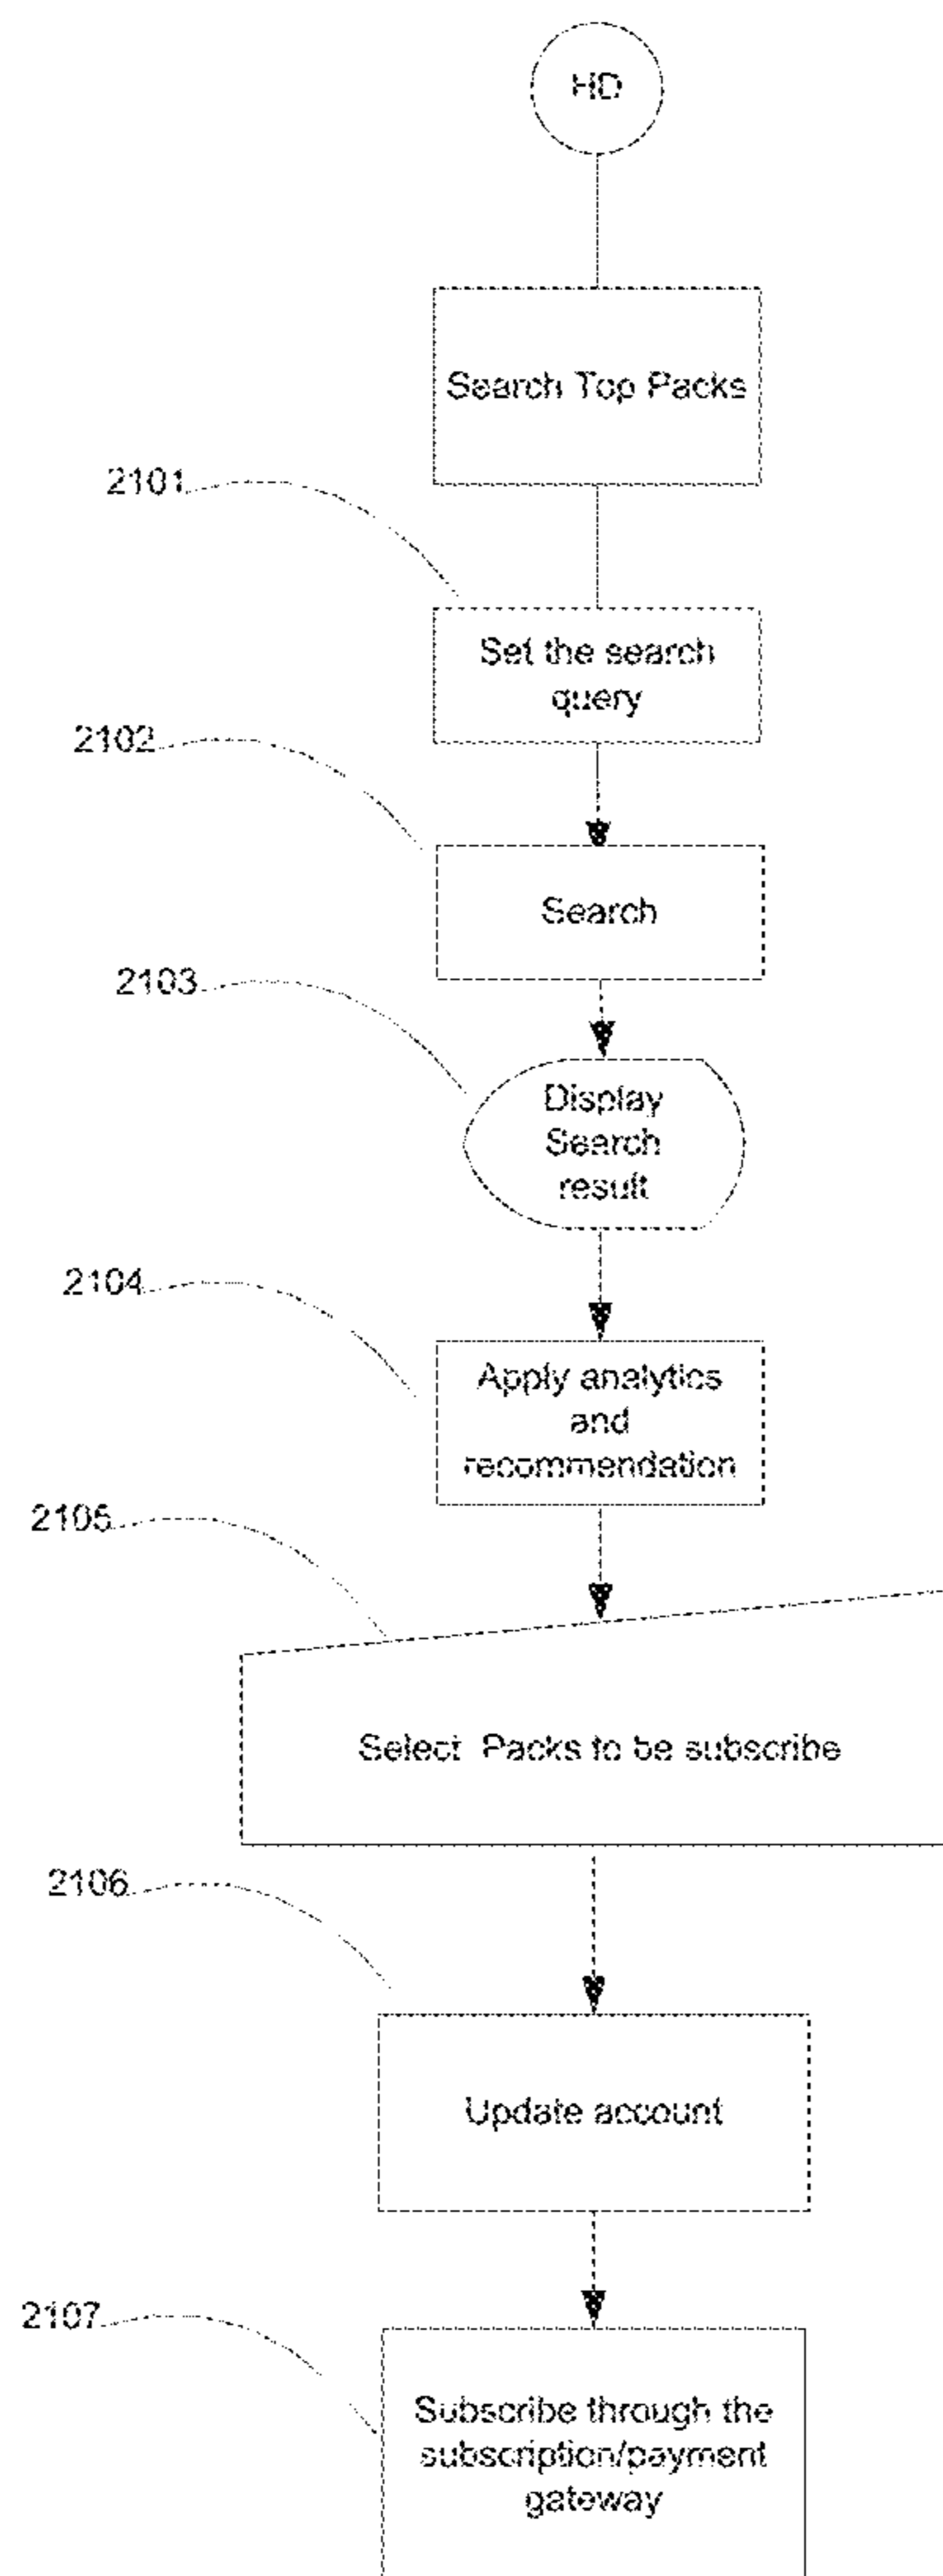 HD
Search Top Packs
2101
Set the search
query
2102
Search
2103
Display
Search
result
2104
Apply analytics
and
recommendation
2105
Select Packs to be subscribe
2106
Update account
2107
Subscribe through the
subscription/payment
gateway